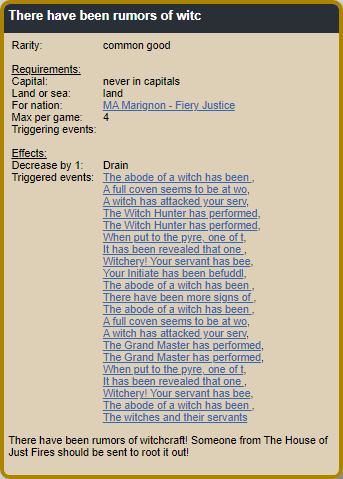 There have been rumors of witc
Rarity: common good
Requirements:
Capital: never in capitals
Land or sea: land
For nation: MA Marignon - Fiery Justice
Max per game: 4
Triggering events:
Effects:
Decrease by 1: Drain
Triggered events: The abode of a witch has been ,
A full coven seems to be at wo,
A witch has attacked your serv,
The Witch Hunter has performed,
The Witch Hunter has performed,
When put to the pyre, one of t,
It has been revealed that one ,
Witchery! Your servant has bee,
Your Initiate has been befuddl,
The abode of a witch has been ,
There have been more signs of ,
The abode of a witch has been ,
A full coven seems to be at wo,
A witch has attacked your serv,
The Grand Master has performed,
The Grand Master has performed,
When put to the pyre, one of t,
It has been revealed that one ,
Witchery! Your servant has bee,
The abode of a witch has been ,
The witches and their servants
There have been rumors of witchcraft! Someone from The House of
Just Fires should be sent to root it out!